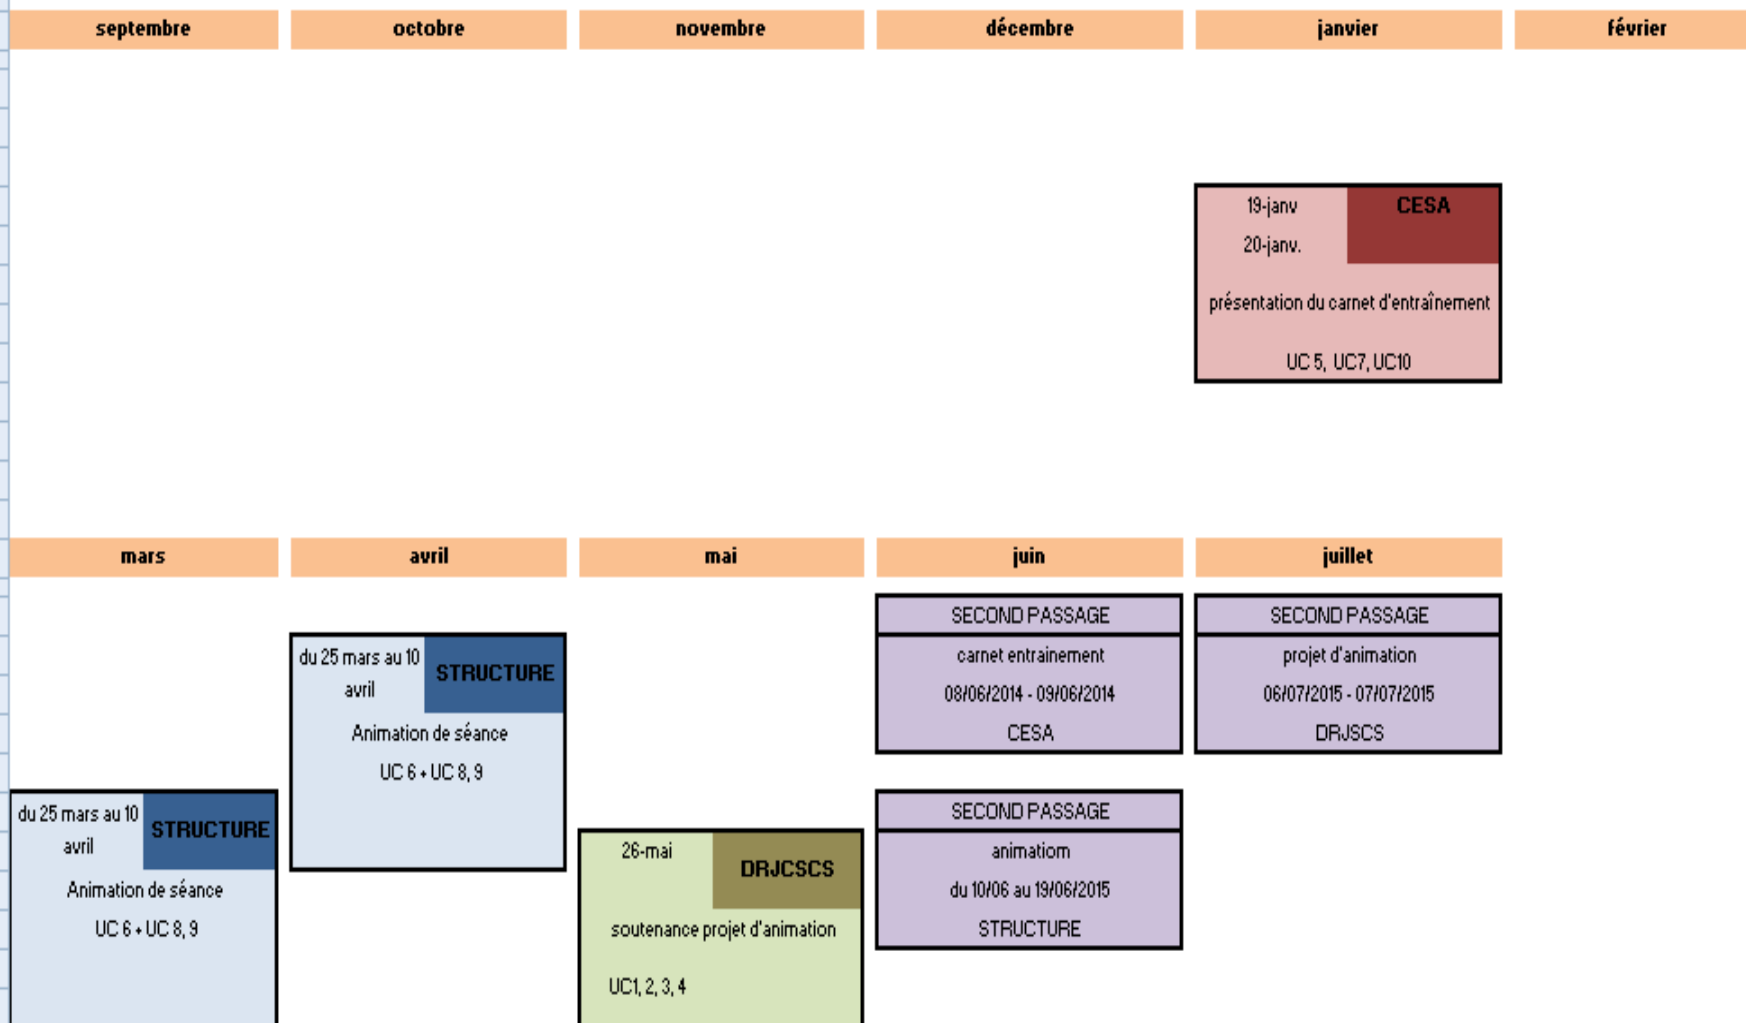 septembre
octobre
novembre
décembre
janvier
février
19-janv
CESA
20-janv.
présentation du carnet d'entraînement
UC 5, UC7, UC10
mars
avril
mai
juin
juillet
du 25 mars au 10
avril
STRUCTURE
Animation de séance
UC 6 + UC 8, 9
du 25 mars au 10
avril
STRUCTURE
Animation de séance
UC 6 + UC 8, 9
26-mai
DRJCSCS
soutenance projet d'animation
UC1, 2, 3, 4
SECOND PASSAGE
carnet entrainement
08/06/2014 - 09/06/2014
CESA
SECOND PASSAGE
animatiom
du 10/06 au 19/06/2015
STRUCTURE
SECOND PASSAGE
projet d'animation
06/07/2015 - 07/07/2015
DRJSCS